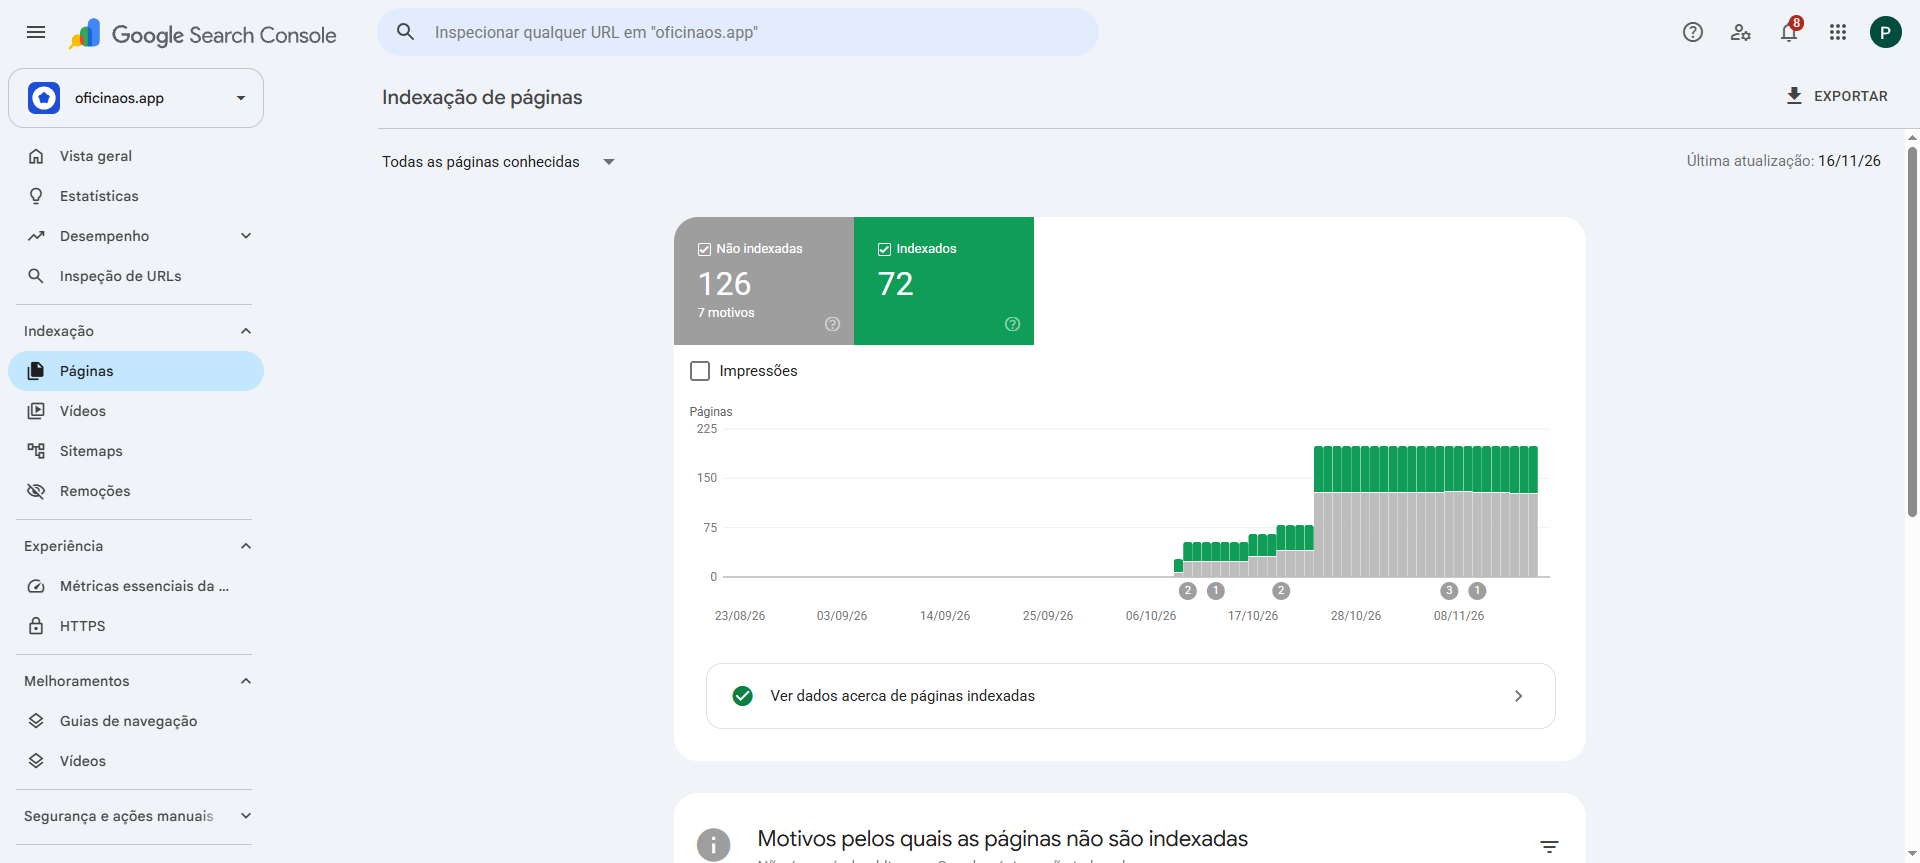 Google Search Console
Inspecionar qualquer URL em "oficinaos.app"
8
P
oficinaos.app
Indexação de páginas
EXPORTAR
Vista geral
Estatísticas
Desempenho
Inspeção de URLs
Indexação
Páginas
Vídeos
Sitemaps
Remoções
Experiência
Métricas essenciais da ...
HTTPS
Melhoramentos
Guias de navegação
Vídeos
Segurança e ações manuais
Todas as páginas conhecidas
Última atualização: 16/11/26
Não indexadas
126
7 motivos
Indexados
72
Impressões
Páginas
225
150
75
0
2 1 2 3 1
23/08/26 03/09/26 14/09/26 25/09/26 06/10/26 17/10/26 28/10/26 08/11/26
Ver dados acerca de páginas indexadas
Motivos pelos quais as páginas não são indexadas